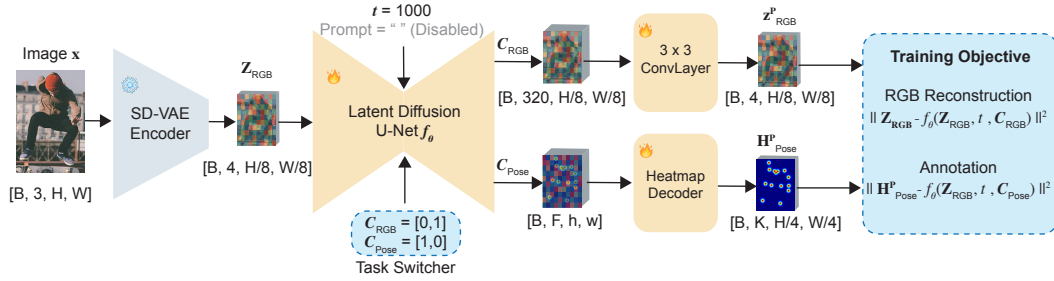 Image x
[B, 3, H, W]
SD-VAE
Encoder
Z_RGB
[B, 4, H/8, W/8]
t = 1000
Prompt = “ ” (Disabled)
Latent Diffusion
U-Net f_θ
C_RGB = [0,1]
C_Pose = [1,0]
Task Switcher
C_RGB
[B, 320, H/8, W/8]
3 x 3
ConvLayer
z^P_RGB
[B, 4, H/8, W/8]
C_Pose
[B, F, h, w]
Heatmap
Decoder
H^P_Pose
[B, K, H/4, W/4]
Training Objective
RGB Reconstruction
|| Z_RGB - f_θ(Z_RGB, t , C_RGB) ||²
Annotation
|| H^P_Pose - f_θ(Z_RGB, t , C_Pose) ||²